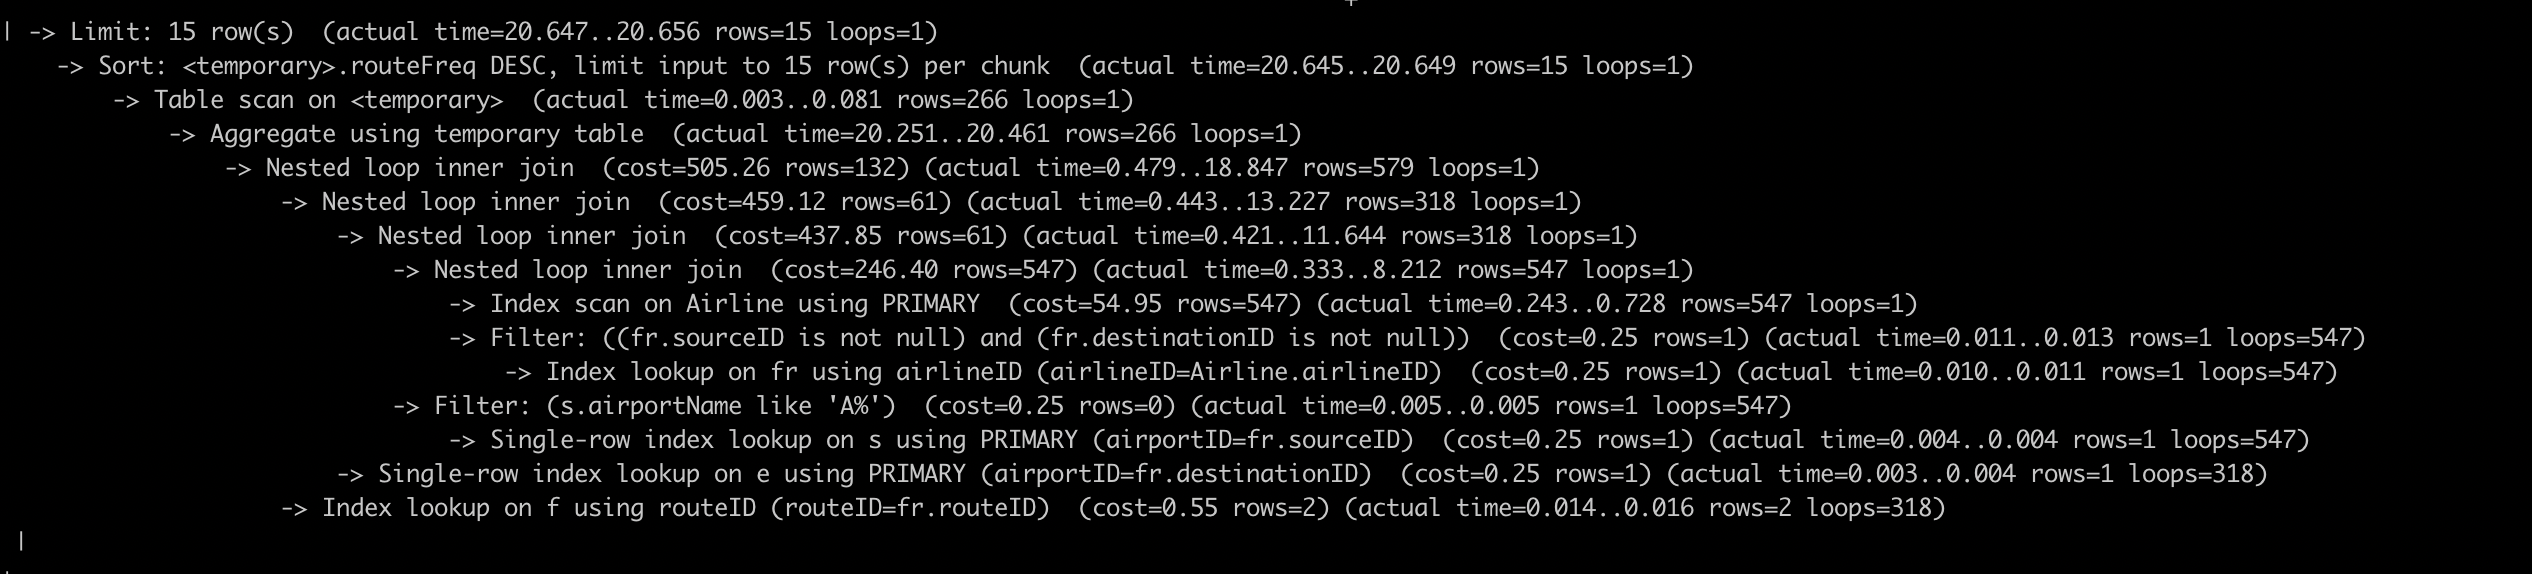 | -> Limit: 15 row(s)  (actual time=20.647..20.656 rows=15 loops=1)
    -> Sort: <temporary>.routeFreq DESC, limit input to 15 row(s) per chunk  (actual time=20.645..20.649 rows=15 loops=1)
        -> Table scan on <temporary>  (actual time=0.003..0.081 rows=266 loops=1)
            -> Aggregate using temporary table  (actual time=20.251..20.461 rows=266 loops=1)
                -> Nested loop inner join  (cost=505.26 rows=132) (actual time=0.479..18.847 rows=579 loops=1)
                    -> Nested loop inner join  (cost=459.12 rows=61) (actual time=0.443..13.227 rows=318 loops=1)
                        -> Nested loop inner join  (cost=437.85 rows=61) (actual time=0.421..11.644 rows=318 loops=1)
                            -> Nested loop inner join  (cost=246.40 rows=547) (actual time=0.333..8.212 rows=547 loops=1)
                                -> Index scan on Airline using PRIMARY  (cost=54.95 rows=547) (actual time=0.243..0.728 rows=547 loops=1)
                                -> Filter: ((fr.sourceID is not null) and (fr.destinationID is not null))  (cost=0.25 rows=1) (actual time=0.011..0.013 rows=1 loops=547)
                                    -> Index lookup on fr using airlineID (airlineID=Airline.airlineID)  (cost=0.25 rows=1) (actual time=0.010..0.011 rows=1 loops=547)
                            -> Filter: (s.airportName like 'A%')  (cost=0.25 rows=0) (actual time=0.005..0.005 rows=1 loops=547)
                                -> Single-row index lookup on s using PRIMARY (airportID=fr.sourceID)  (cost=0.25 rows=1) (actual time=0.004..0.004 rows=1 loops=547)
                        -> Single-row index lookup on e using PRIMARY (airportID=fr.destinationID)  (cost=0.25 rows=1) (actual time=0.003..0.004 rows=1 loops=318)
                    -> Index lookup on f using routeID (routeID=fr.routeID)  (cost=0.55 rows=2) (actual time=0.014..0.016 rows=2 loops=318)
 |